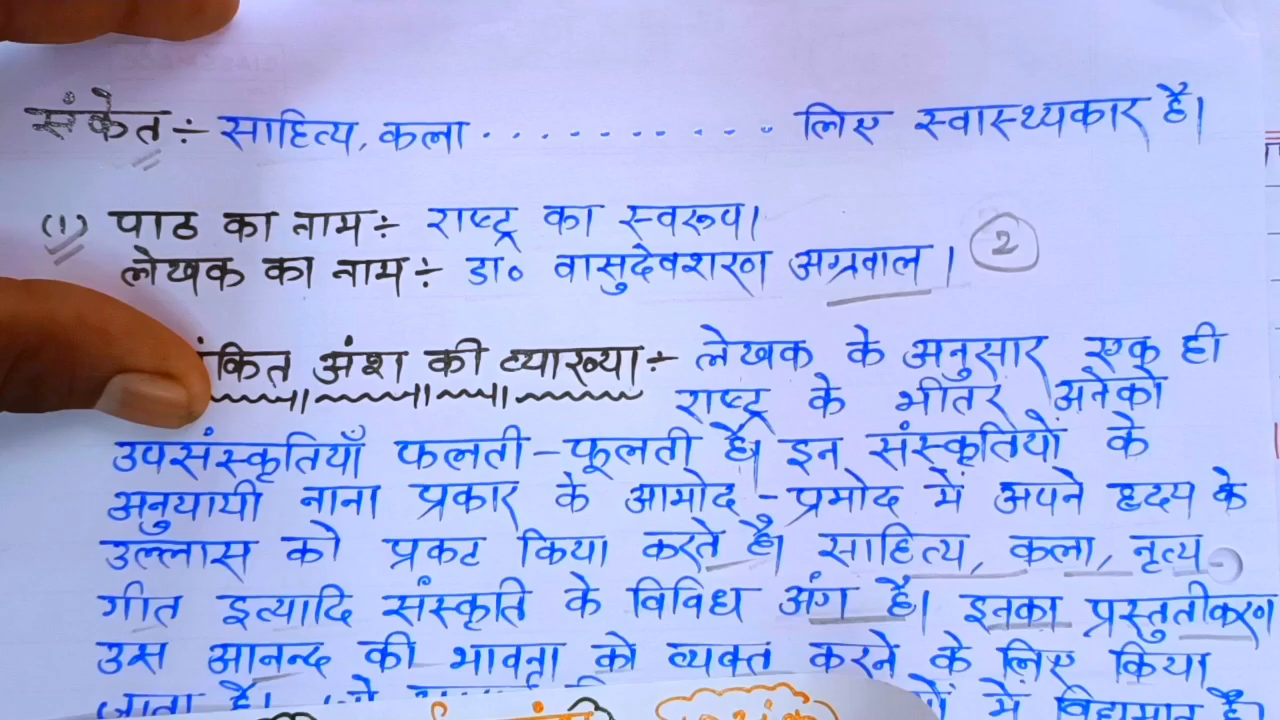 संकेत ÷ साहित्य, कला . . . . . . . . . . . लिए स्वास्थ्यकार है।
(1) पाठ का नाम ÷ राष्ट्र का स्वरूप।
लेखक का नाम ÷ डा० वासुदेवशरण अग्रवाल। 2
ंकित अंश की व्याख्या ÷ लेखक के अनुसार एक ही
राष्ट्र के भीतर अनेको
उपसंस्कृतियाँ फलती-फूलती हैं। इन संस्कृतियों के
अनुयायी नाना प्रकार के आमोद-प्रमोद में अपने हृदय के
उल्लास को प्रकट किया करते हैं। साहित्य, कला, नृत्य
गीत इत्यादि संस्कृति के विविध अंग है। इनका प्रस्तुतीकरण
उस आनन्द की भावना को व्यक्त करने के लिए किया
जाता है। में विद्यमान है।